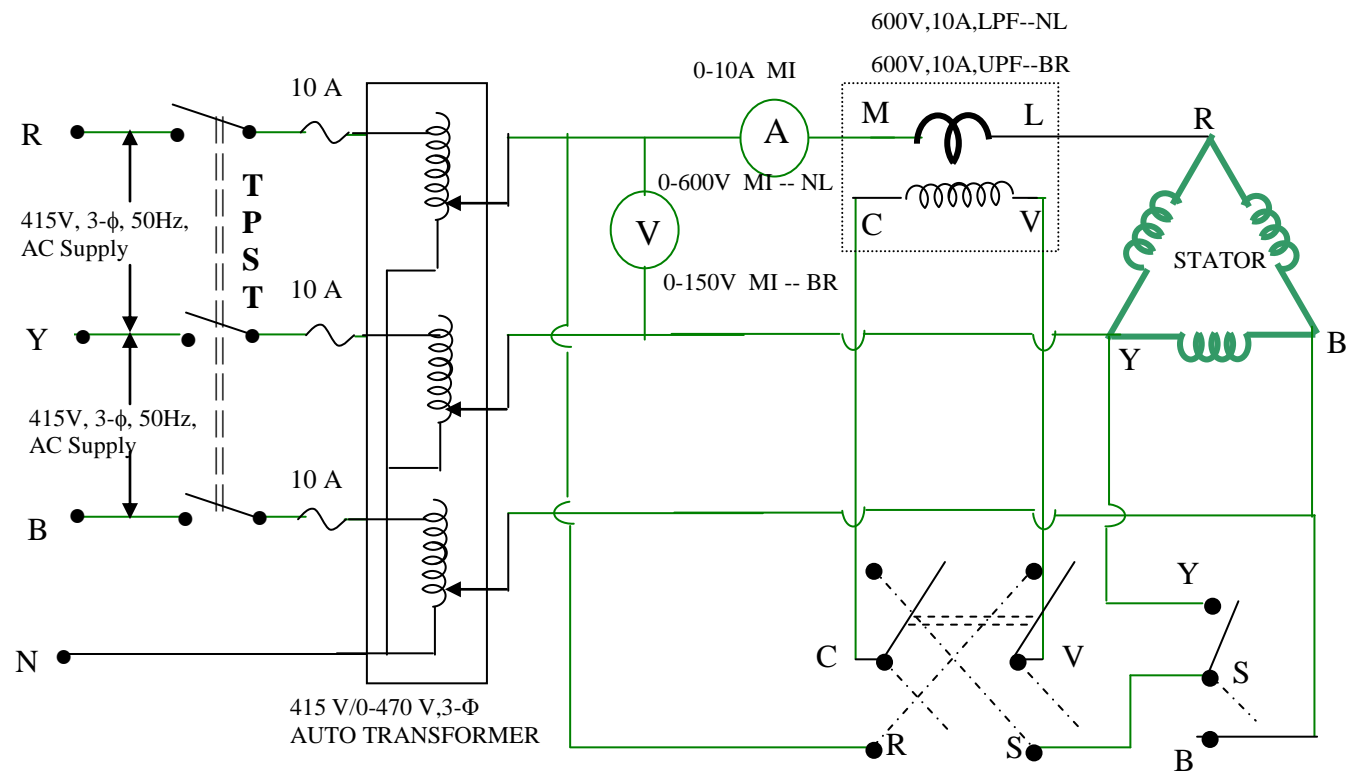 600V,10A,LPF--NL
600V,10A,UPF--BR
0-10A  MI
10 A
M
L
R
R
A
T
P
S
T
0-600V  MI -- NL
415V, 3-ϕ, 50Hz,
AC Supply
C
V
V
STATOR
0-150V  MI -- BR
10 A
Y
Y
B
415V, 3-ϕ, 50Hz,
AC Supply
10 A
B
Y
N
C
V
S
415 V/0-470 V,3-Φ
AUTO TRANSFORMER
R
S
B